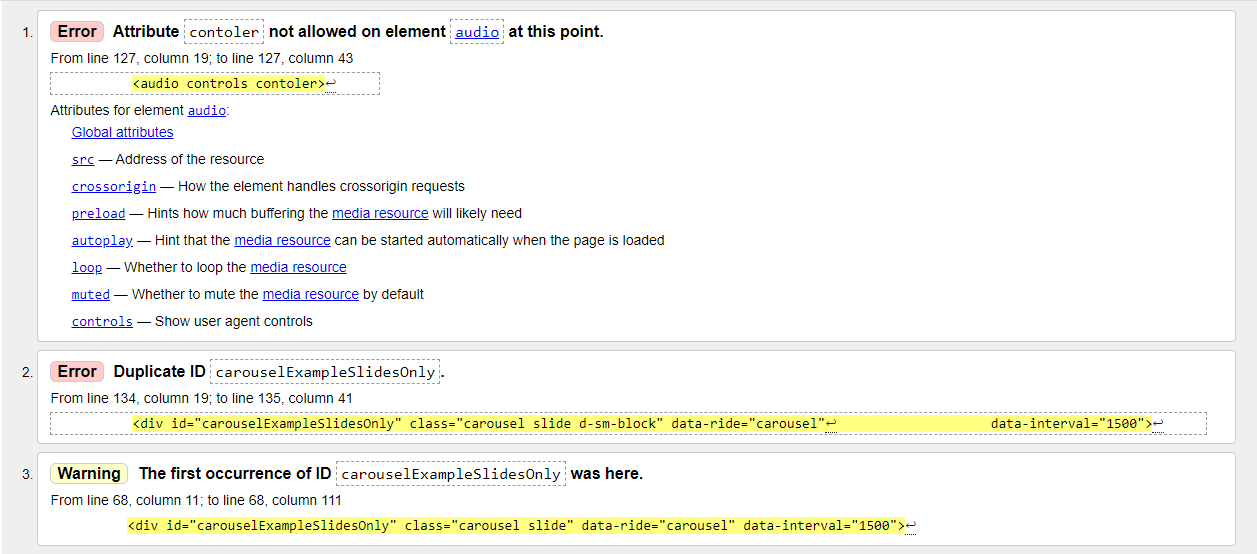 1. Error Attribute contoler not allowed on element audio at this point.
From line 127, column 19; to line 127, column 43
<audio controls contoler>↩
Attributes for element audio:
Global attributes
src — Address of the resource
crossorigin — How the element handles crossorigin requests
preload — Hints how much buffering the media resource will likely need
autoplay — Hint that the media resource can be started automatically when the page is loaded
loop — Whether to loop the media resource
muted — Whether to mute the media resource by default
controls — Show user agent controls
2. Error Duplicate ID carouselExampleSlidesOnly.
From line 134, column 19; to line 135, column 41
<div id="carouselExampleSlidesOnly" class="carousel slide d-sm-block" data-ride="carousel"↩ data-interval="1500">↩
3. Warning The first occurrence of ID carouselExampleSlidesOnly was here.
From line 68, column 11; to line 68, column 111
<div id="carouselExampleSlidesOnly" class="carousel slide" data-ride="carousel" data-interval="1500">↩